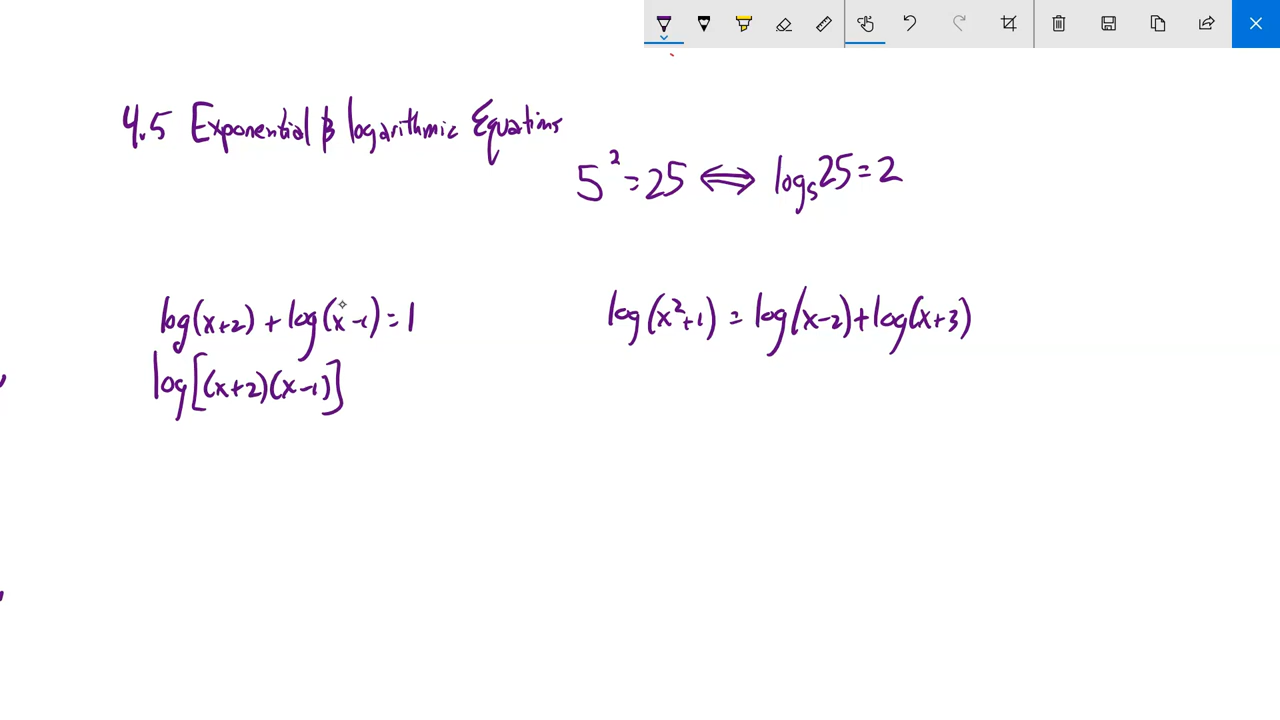 4.5 Exponential & logarithmic Equations
5² = 25 ⟺ log₅25 = 2
log(x+2) + log(x-1) = 1
log(x²+1) = log(x-2) + log(x+3)
log[(x+2)(x-1)]